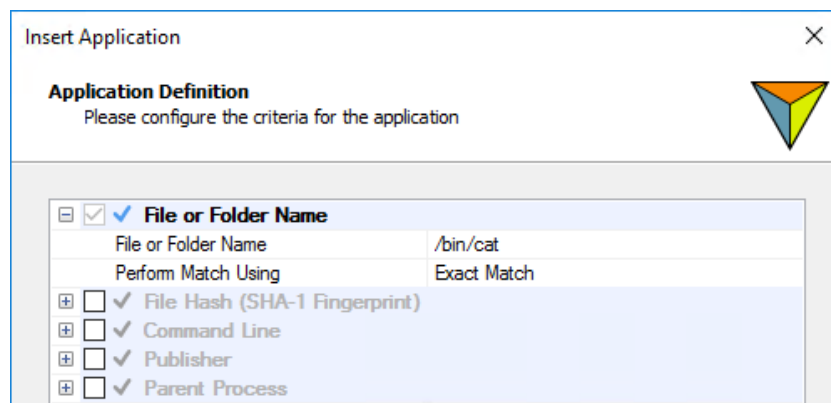 Insert Application
Application Definition
Please configure the criteria for the application
File or Folder Name
File or Folder Name /bin/cat
Perform Match Using Exact Match
File Hash (SHA-1 Fingerprint)
Command Line
Publisher
Parent Process